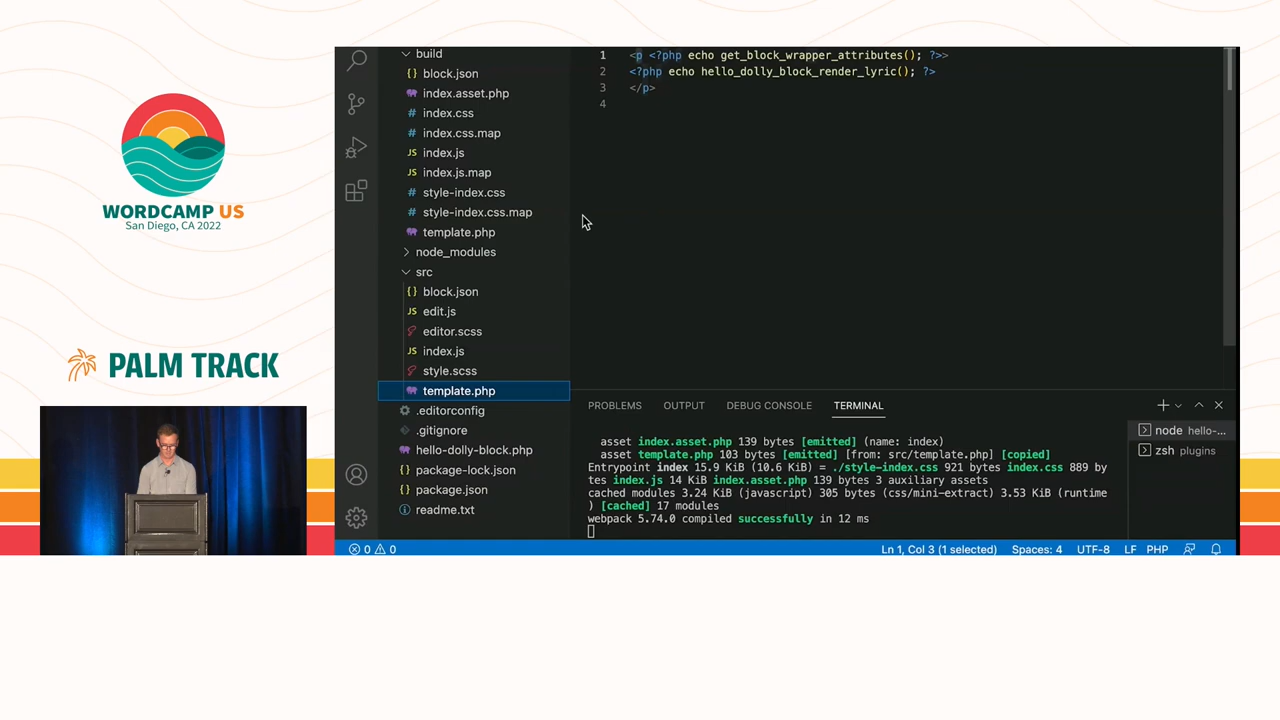 WORDCAMP US
San Diego, CA 2022
PALM TRACK
build
{} block.json
index.asset.php
# index.css
# index.css.map
JS index.js
JS index.js.map
# style-index.css
# style-index.css.map
template.php
> node_modules
src
{} block.json
JS edit.js
editor.scss
JS index.js
style.scss
template.php
.editorconfig
.gitignore
hello-dolly-block.php
{} package-lock.json
{} package.json
readme.txt
1 <p <?php echo get_block_wrapper_attributes(); ?>>
2 <?php echo hello_dolly_block_render_lyric(); ?>
3 </p>
4
PROBLEMS OUTPUT DEBUG CONSOLE TERMINAL
asset index.asset.php 139 bytes [emitted] (name: index)
asset template.php 103 bytes [emitted] [from: src/template.php] [copied]
Entrypoint index 15.9 KiB (10.6 KiB) = ./style-index.css 921 bytes index.css 889 by
tes index.js 14 KiB index.asset.php 139 bytes 3 auxiliary assets
cached modules 3.24 KiB (javascript) 305 bytes (css/mini-extract) 3.53 KiB (runtime
) [cached] 17 modules
webpack 5.74.0 compiled successfully in 12 ms
node hello-...
zsh plugins
0 0 Ln 1, Col 3 (1 selected) Spaces: 4 UTF-8 LF PHP